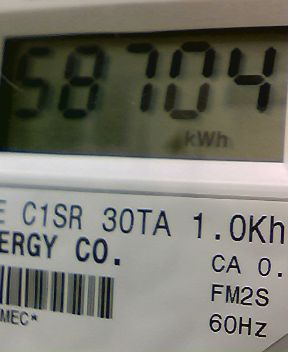 58704
kWh
E C1SR 30TA 1.0Kh
ERGY CO.
CA 0.
FM2S
MEC*
60Hz